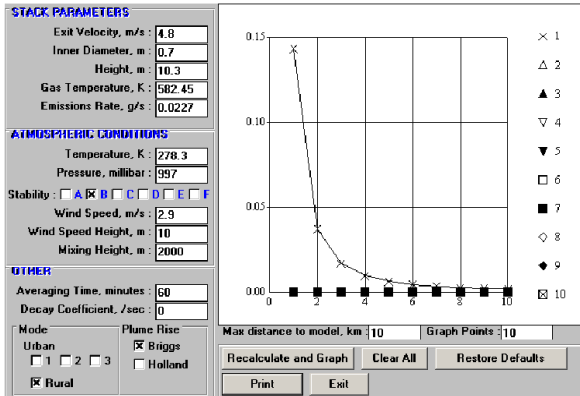 STACK PARAMETERS
Exit Velocity, m/s : 4.8
Inner Diameter, m : 0.7
Height, m : 10.3
Gas Temperature, K : 582.45
Emissions Rate, g/s : 0.0227
ATMOSPHERIC CONDITIONS
Temperature, K : 278.3
Pressure, millibar : 997
Stability : A B C D E F
Wind Speed, m/s : 2.9
Wind Speed Height, m : 10
Mixing Height, m : 2000
OTHER
Averaging Time, minutes : 60
Decay Coefficient, /sec : 0
Mode
Urban
1 2 3
Rural
Plume Rise
Briggs
Holland
0.15
0.10
0.05
0.00
0 2 4 6 8 10
1
2
3
4
5
6
7
8
9
10
Max distance to model, km : 10 Graph Points : 10
Recalculate and Graph Clear All Restore Defaults
Print Exit